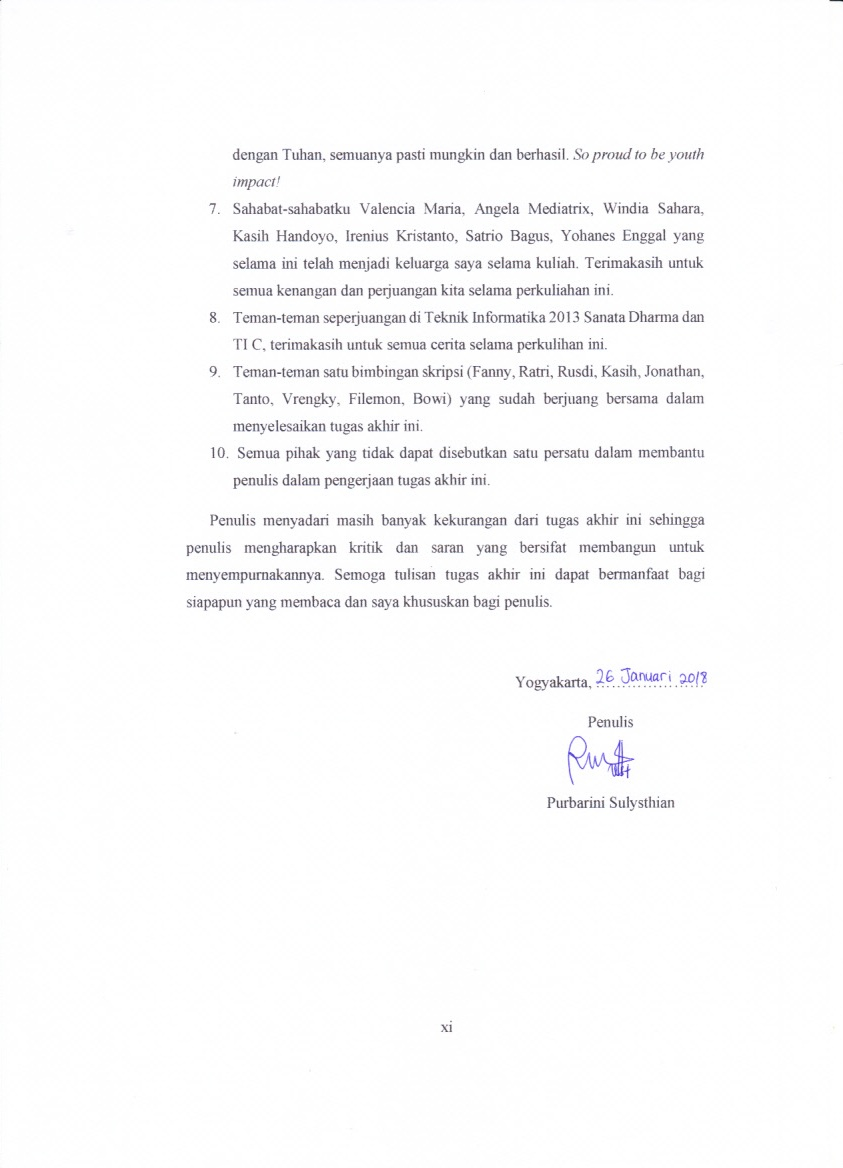 dengan Tuhan, semuanya pasti mungkin dan berhasil. So proud to be youth
impact!
7. Sahabat-sahabatku Valencia Maria, Angela Mediatrix, Windia Sahara,
Kasih Handoyo, Irenius Kristanto, Satrio Bagus, Yohanes Enggal yang
selama ini telah menjadi keluarga saya selama kuliah. Terimakasih untuk
semua kenangan dan perjuangan kita selama perkuliahan ini.
8. Teman-teman seperjuangan di Teknik Informatika 2013 Sanata Dharma dan
TI C, terimakasih untuk semua cerita selama perkulihan ini.
9. Teman-teman satu bimbingan skripsi (Fanny, Ratri, Rusdi, Kasih, Jonathan,
Tanto, Vrengky, Filemon, Bowi) yang sudah berjuang bersama dalam
menyelesaikan tugas akhir ini.
10. Semua pihak yang tidak dapat disebutkan satu persatu dalam membantu
penulis dalam pengerjaan tugas akhir ini.
Penulis menyadari masih banyak kekurangan dari tugas akhir ini sehingga
penulis mengharapkan kritik dan saran yang bersifat membangun untuk
menyempurnakannya. Semoga tulisan tugas akhir ini dapat bermanfaat bagi
siapapun yang membaca dan saya khususkan bagi penulis.
Yogyakarta, 26 Januari 2018
Penulis
Purbarini Sulysthian
xi